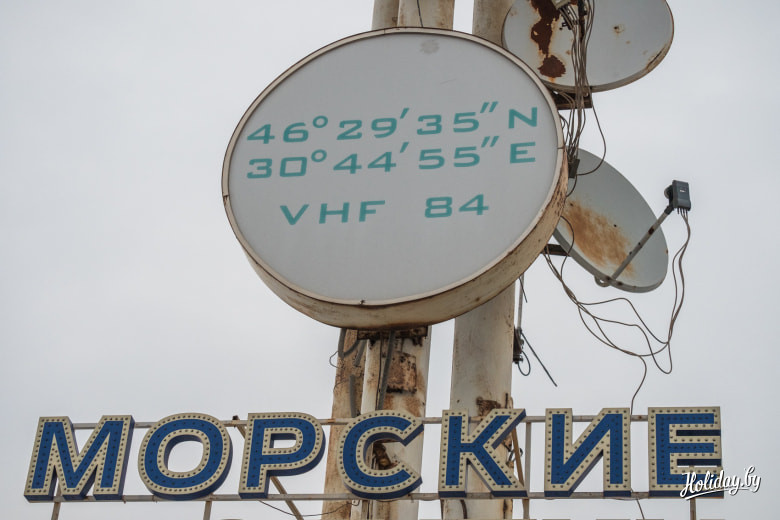 46°29′35″N
30°44′55″E
VHF 84
МОРСКИЕ
Holiday.by